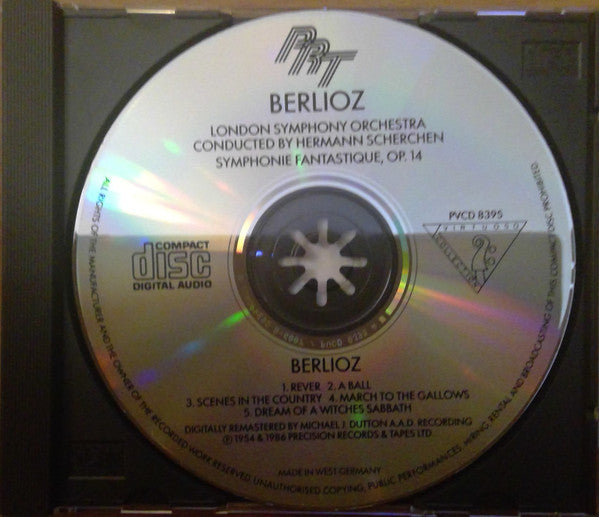 PRT
BERLIOZ
LONDON SYMPHONY ORCHESTRA
CONDUCTED BY HERMANN SCHERCHEN
SYMPHONIE FANTASTIQUE, OP. 14
PVCD 8395
VIRTUOSO
COLLECTION
COMPACT
disc
DIGITAL AUDIO
BERLIOZ
1. REVER 2. A BALL
3. SCENES IN THE COUNTRY 4. MARCH TO THE GALLOWS
5. DREAM OF A WITCHES SABBATH
DIGITALLY REMASTERED BY MICHAEL J. DUTTON A.A.D. RECORDING
℗ 1954 & 1986 PRECISION RECORDS & TAPES LTD
MADE IN WEST GERMANY
ALL RIGHTS OF THE MANUFACTURER AND THE OWNER OF THE RECORDED WORK RESERVED UNAUTHORISED COPYING, PUBLIC PERFORMANCES, HIRING, RENTAL AND BROADCASTING OF THIS COMPACT DISC PROHIBITED.